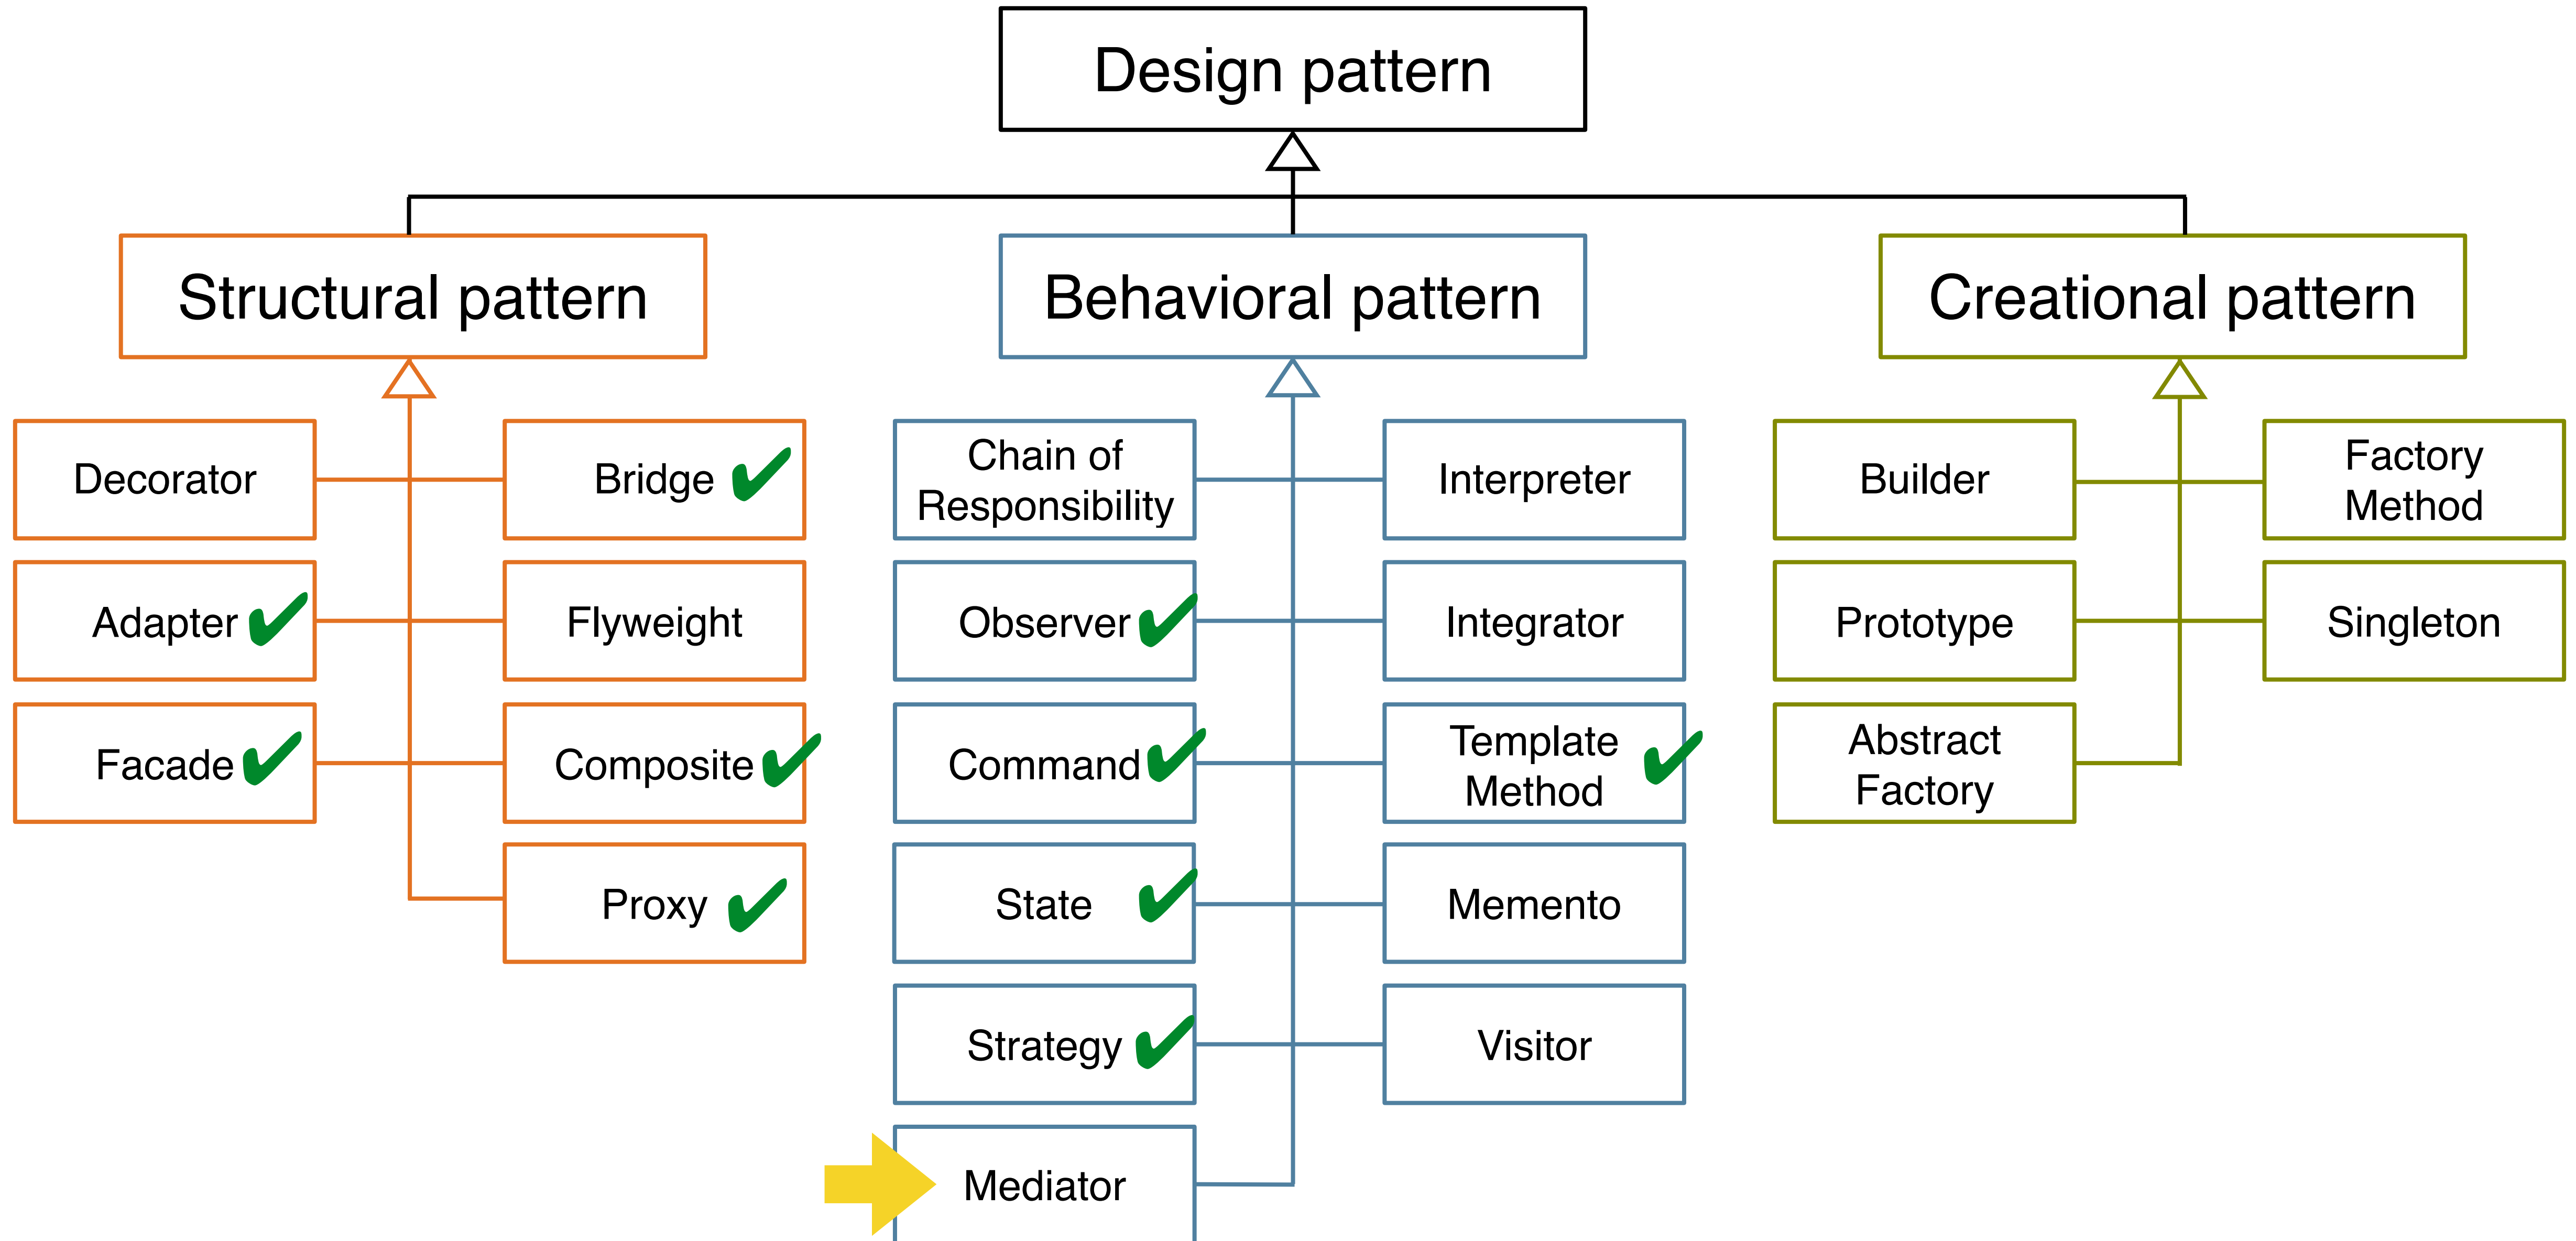 Design pattern
Structural pattern
Behavioral pattern
Creational pattern
Decorator
Bridge
Adapter
Flyweight
Facade
Composite
Proxy
Chain of
Responsibility
Interpreter
Observer
Integrator
Command
Template
Method
State
Memento
Strategy
Visitor
Mediator
Builder
Factory
Method
Prototype
Singleton
Abstract
Factory